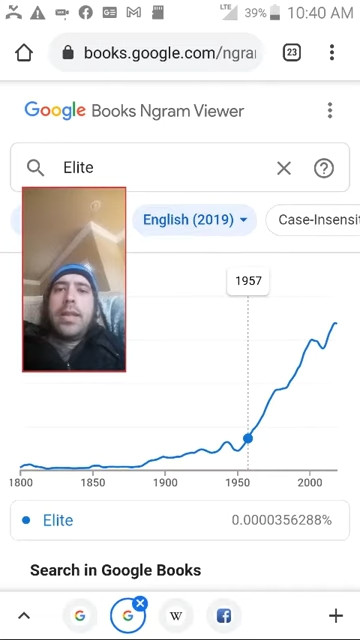 LTE 39% 10:40 AM
books.google.com/ngra
23
Google Books Ngram Viewer
Elite
English (2019) Case-Insensit
1957
1800 1850 1900 1950 2000
Elite 0.0000356288%
Search in Google Books
G G W f